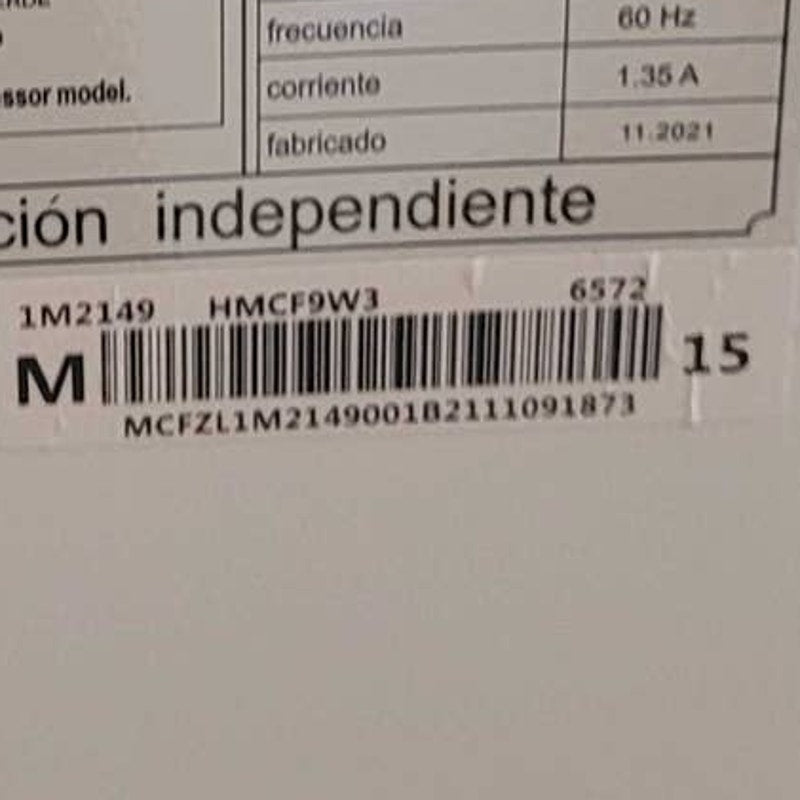 ssor model.
frecuencia 60 Hz
corriente 1.35 A
fabricado 11.2021
ción independiente
1M2149 HMCF9W3 6572
M 15
MCFZL1M2149001B2111091873